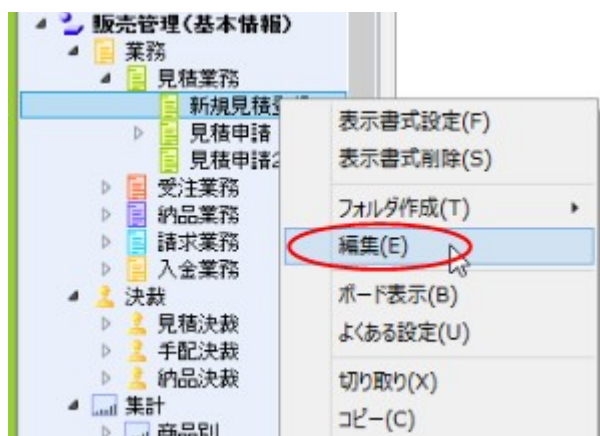 販売管理(基本情報)
業務
見積業務
新規見積
見積申請
見積申請2
受注業務
納品業務
請求業務
入金業務
決裁
見積決裁
手配決裁
納品決裁
集計
商品別
表示書式設定(F)
表示書式削除(S)
フォルダ作成(T)
編集(E)
ボード表示(B)
よくある設定(U)
切り取り(X)
コピー(C)